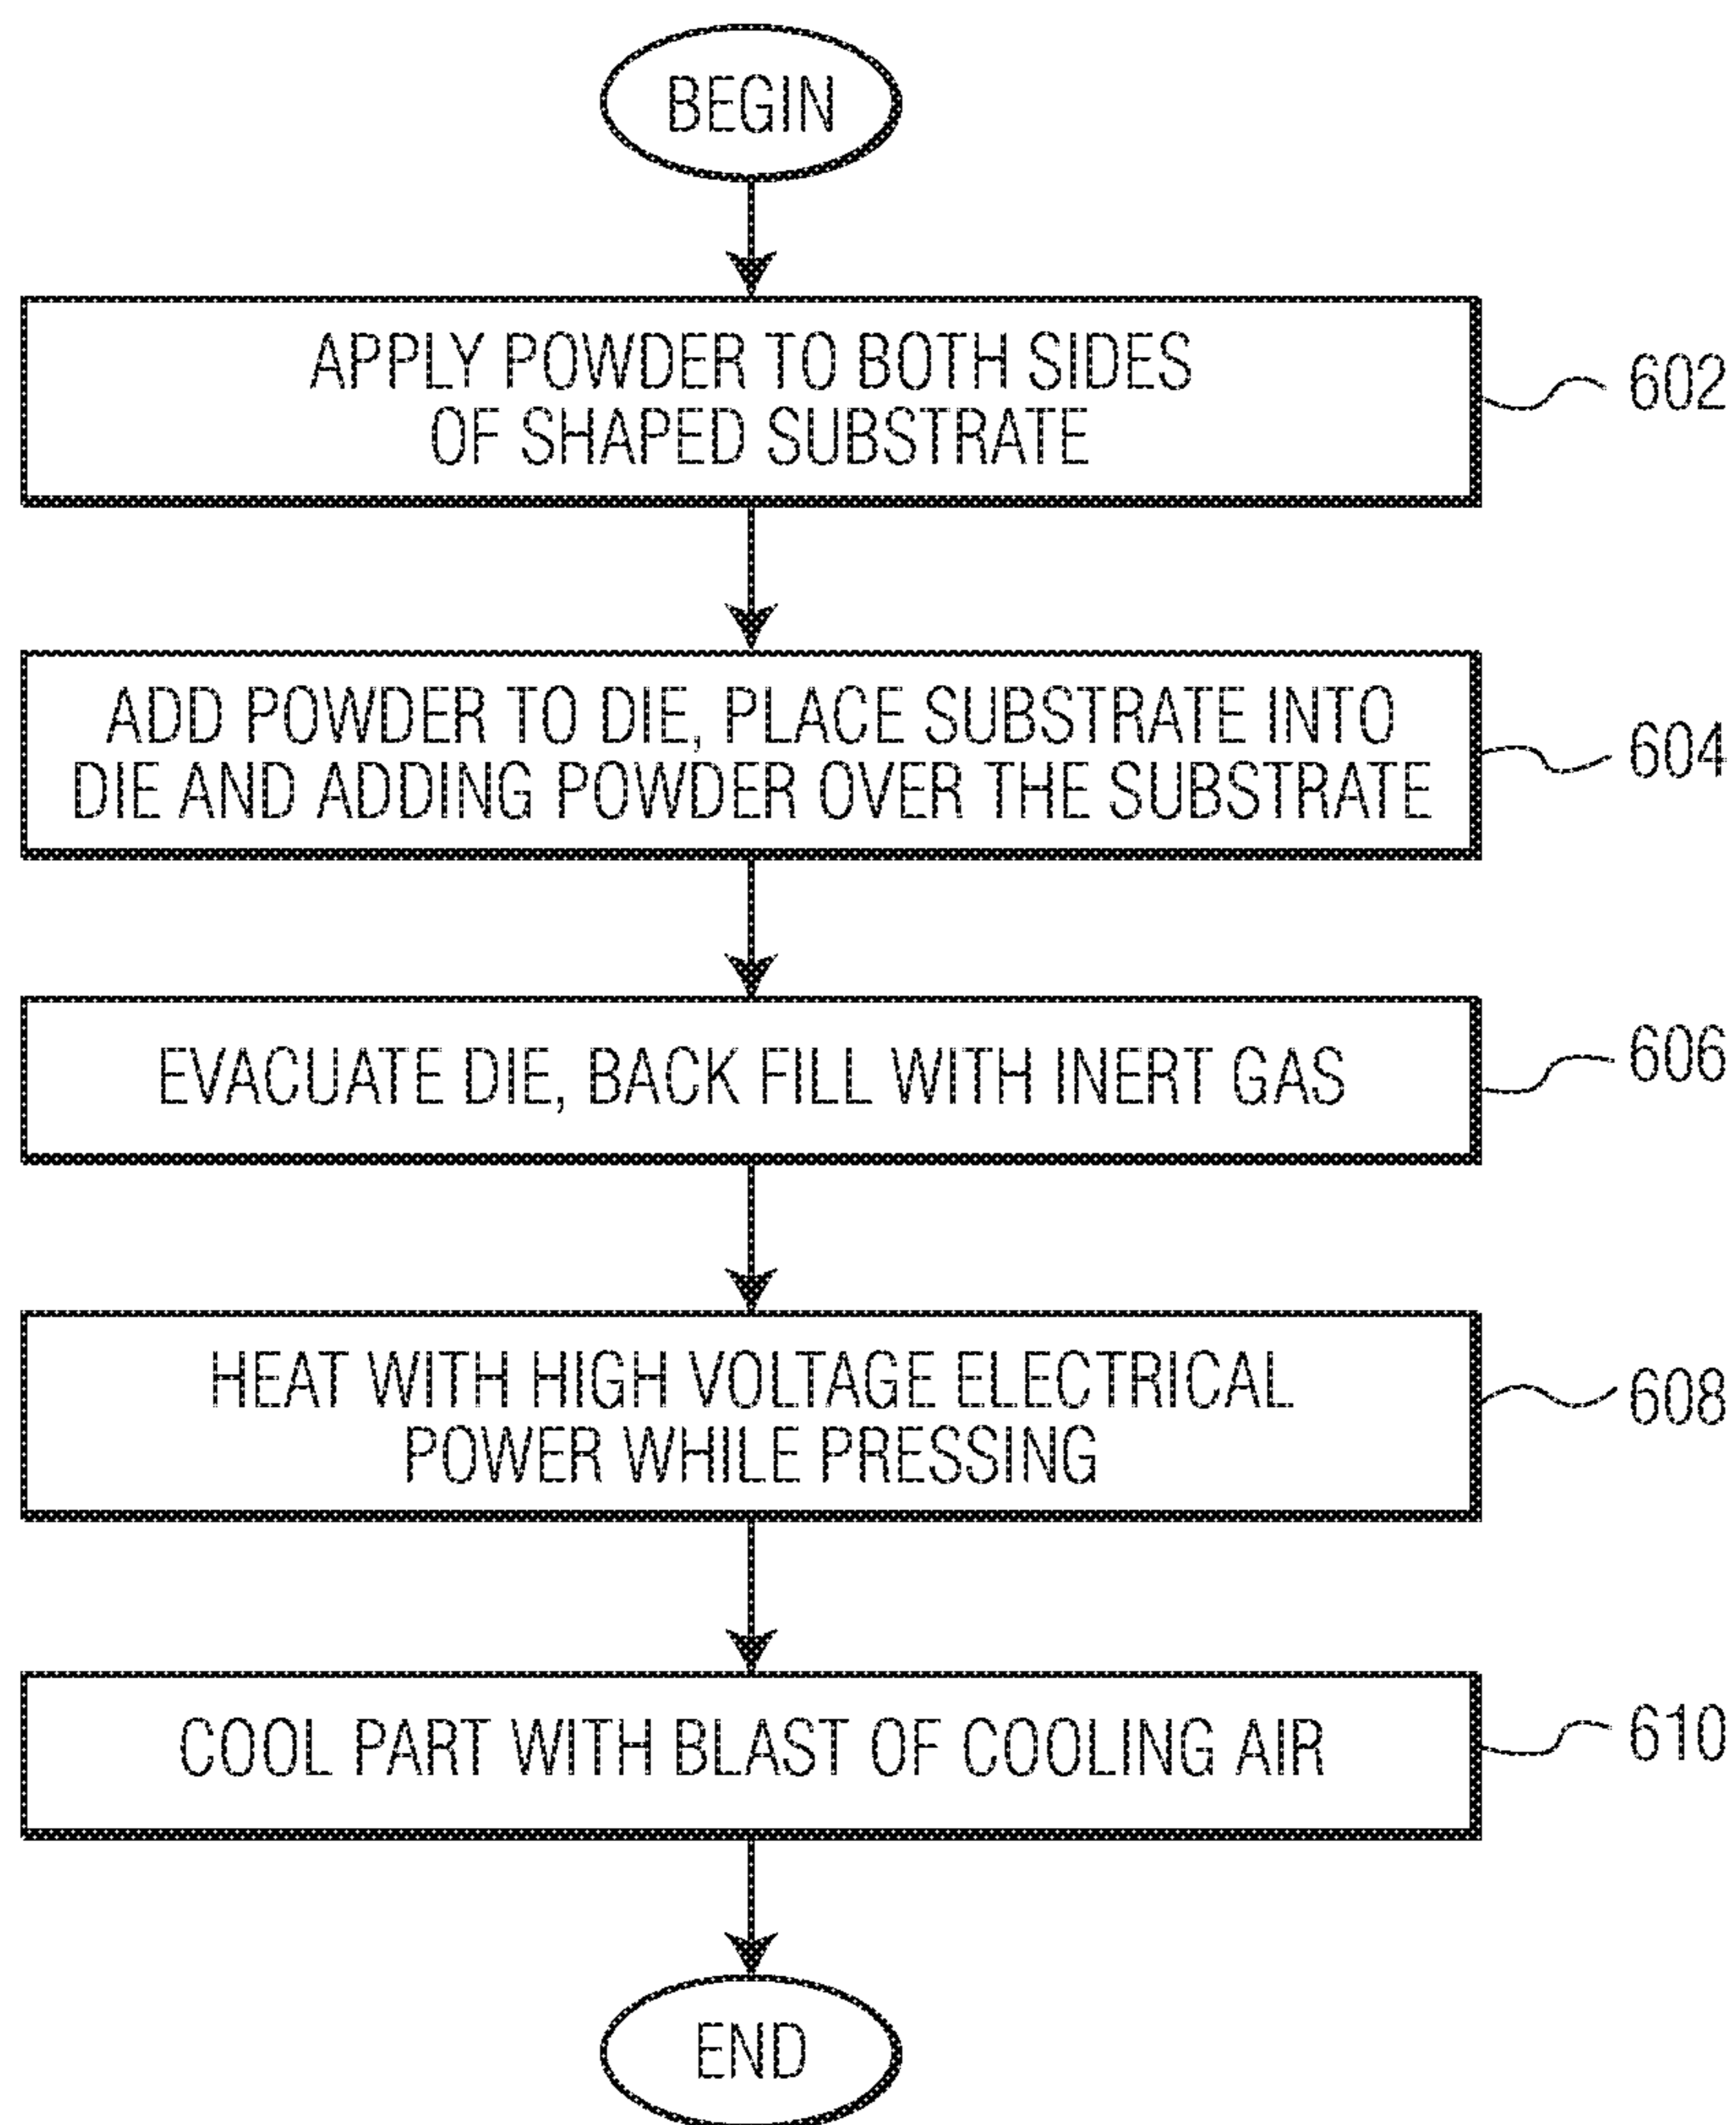 BEGIN
APPLY POWDER TO BOTH SIDES
OF SHAPED SUBSTRATE
602
ADD POWDER TO DIE, PLACE SUBSTRATE INTO
DIE AND ADDING POWDER OVER THE SUBSTRATE
604
EVACUATE DIE, BACK FILL WITH INERT GAS
606
HEAT WITH HIGH VOLTAGE ELECTRICAL
POWER WHILE PRESSING
608
COOL PART WITH BLAST OF COOLING AIR
610
END